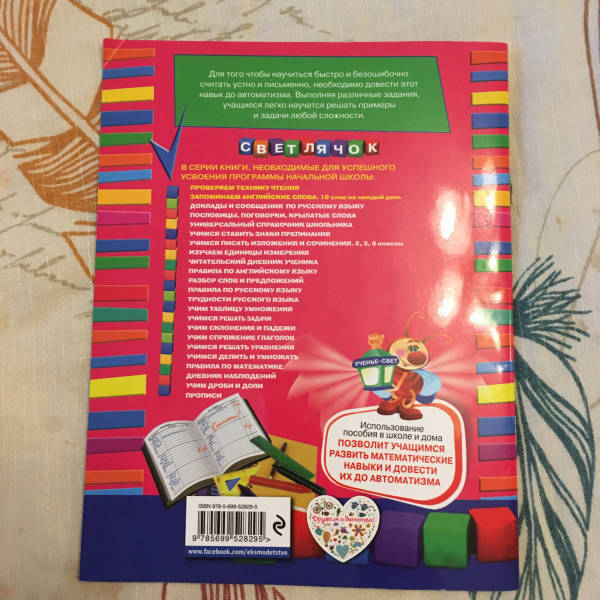 Для того чтобы научиться быстро и безошибочно
считать устно и письменно, необходимо довести этот
навык до автоматизма. Выполняя различные задания,
учащиеся легко научатся решать примеры
и задачи любой сложности.
СВЕТЛЯЧОК
В СЕРИИ КНИГИ, НЕОБХОДИМЫЕ ДЛЯ УСПЕШНОГО
УСВОЕНИЯ ПРОГРАММЫ НАЧАЛЬНОЙ ШКОЛЫ:
ПРОВЕРЯЕМ ТЕХНИКУ ЧТЕНИЯ
ЗАПОМИНАЕМ АНГЛИЙСКИЕ СЛОВА. 10 слов на каждый день
ДОКЛАДЫ И СООБЩЕНИЯ ПО РУССКОМУ ЯЗЫКУ
ПОСЛОВИЦЫ, ПОГОВОРКИ, КРЫЛАТЫЕ СЛОВА
УНИВЕРСАЛЬНЫЙ СПРАВОЧНИК ШКОЛЬНИКА
УЧИМСЯ СТАВИТЬ ЗНАКИ ПРЕПИНАНИЯ
УЧИМСЯ ПИСАТЬ ИЗЛОЖЕНИЯ И СОЧИНЕНИЯ. 2, 3, 4 классы
ИЗУЧАЕМ ЕДИНИЦЫ ИЗМЕРЕНИЯ
ЧИТАТЕЛЬСКИЙ ДНЕВНИК УЧЕНИКА
ПРАВИЛА ПО АНГЛИЙСКОМУ ЯЗЫКУ
РАЗБОР СЛОВ И ПРЕДЛОЖЕНИЙ
ПРАВИЛА ПО РУССКОМУ ЯЗЫКУ
ТРУДНОСТИ РУССКОГО ЯЗЫКА
УЧИМ ТАБЛИЦУ УМНОЖЕНИЯ
УЧИМСЯ РЕШАТЬ ЗАДАЧИ
УЧИМ СКЛОНЕНИЯ И ПАДЕЖИ
УЧИМ СПРЯЖЕНИЕ ГЛАГОЛОВ
УЧИМСЯ РЕШАТЬ УРАВНЕНИЯ
УЧИМСЯ ДЕЛИТЬ И УМНОЖАТЬ
ПРАВИЛА ПО МАТЕМАТИКЕ
ДНЕВНИК НАБЛЮДЕНИЙ
УЧИМ ДРОБИ И ДОЛИ
ПРОПИСИ
УЧЕНЬЕ-СВЕТ
Использование
пособия в школе и дома
ПОЗВОЛИТ УЧАЩИМСЯ
РАЗВИТЬ МАТЕМАТИЧЕСКИЕ
НАВЫКИ И ДОВЕСТИ
ИХ ДО АВТОМАТИЗМА
ISBN 978-5-699-52829-5
9 785699 528295 >
www.facebook.com/eksmodetstvo
Дружим с детства!